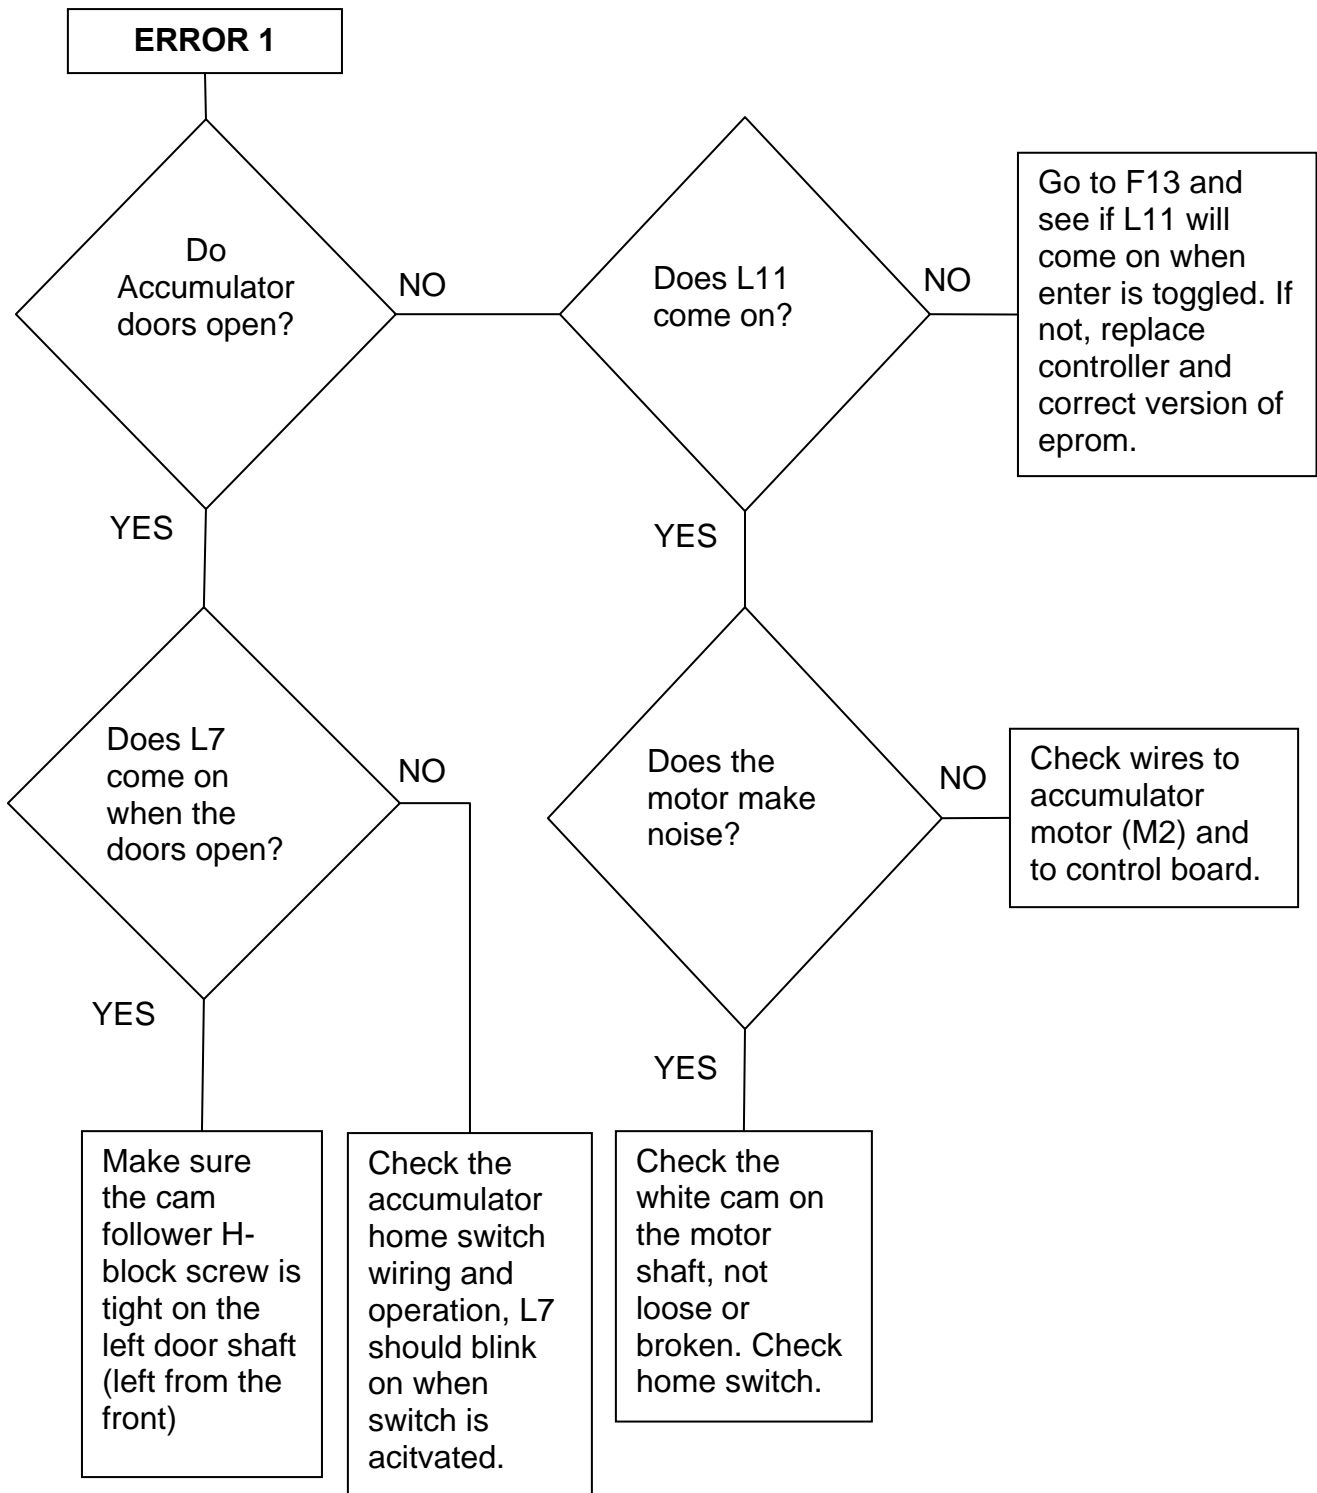 ERROR 1
Do
Accumulator
doors open?
NO
Does L11
come on?
NO
Go to F13 and
see if L11 will
come on when
enter is toggled. If
not, replace
controller and
correct version of
eprom.
YES
YES
Does L7
come on
when the
doors open?
NO
Does the
motor make
noise?
NO
Check wires to
accumulator
motor (M2) and
to control board.
YES
YES
Make sure
the cam
follower H-
block screw is
tight on the
left door shaft
(left from the
front)
Check the
accumulator
home switch
wiring and
operation, L7
should blink
on when
switch is
acitvated.
Check the
white cam on
the motor
shaft, not
loose or
broken. Check
home switch.